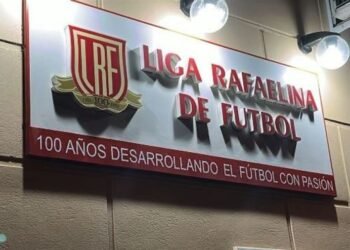 LRF
100
LIGA RAFAELINA
DE FUTBOL
100 AÑOS DESARROLLANDO EL FÚTBOL CON PASIÓN